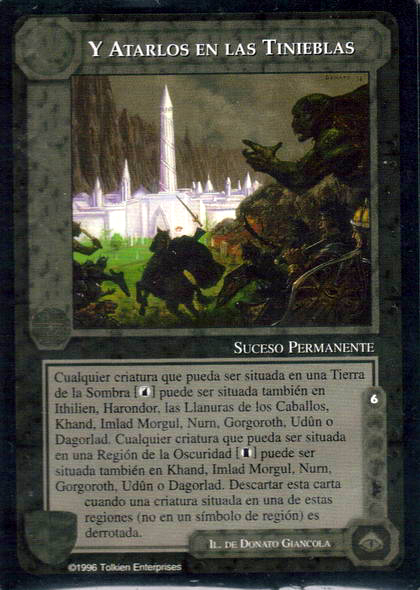 Y Atarlos en las Tinieblas
Suceso Permanente
Cualquier criatura que pueda ser situada en una Tierra
de la Sombra [] puede ser situada también en
Ithilien, Harondor, las Llanuras de los Caballos,
Khand, Imlad Morgul, Nurn, Gorgoroth, Udûn o
Dagorlad. Cualquier criatura que pueda ser situada
en una Región de la Oscuridad [] puede ser
situada también en Khand, Imlad Morgul, Nurn,
Gorgoroth, Udûn o Dagorlad. Descartar esta carta
cuando una criatura situada en una de estas
regiones (no en un símbolo de región) es
derrotada.
6
Il. de Donato Giancola
©1996 Tolkien Enterprises